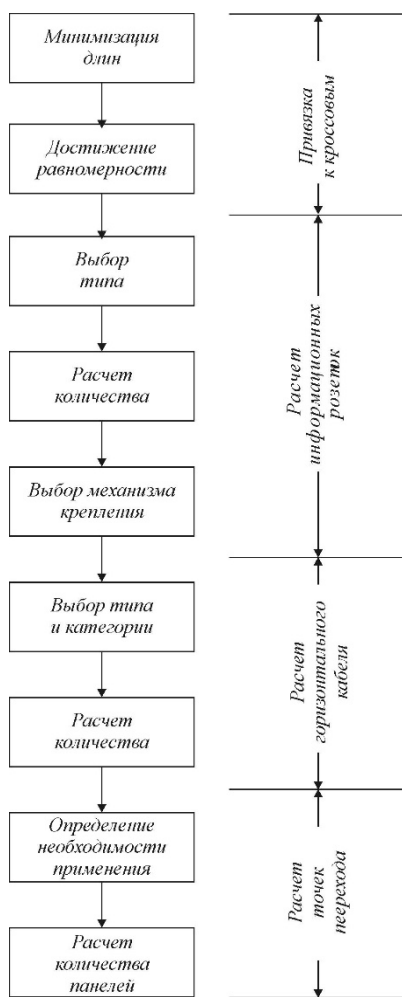 Минимизация
длин
Достижение
равномерности
Выбор
типа
Расчет
количества
Выбор механизма
крепления
Выбор типа
и категории
Расчет
количества
Определение
необходимости
применения
Расчет
количества
панелей
Привязка
к кроссовым
Расчет
информационных
розеток
Расчет
горизонтального
кабеля
Расчет
точек
пеерехода